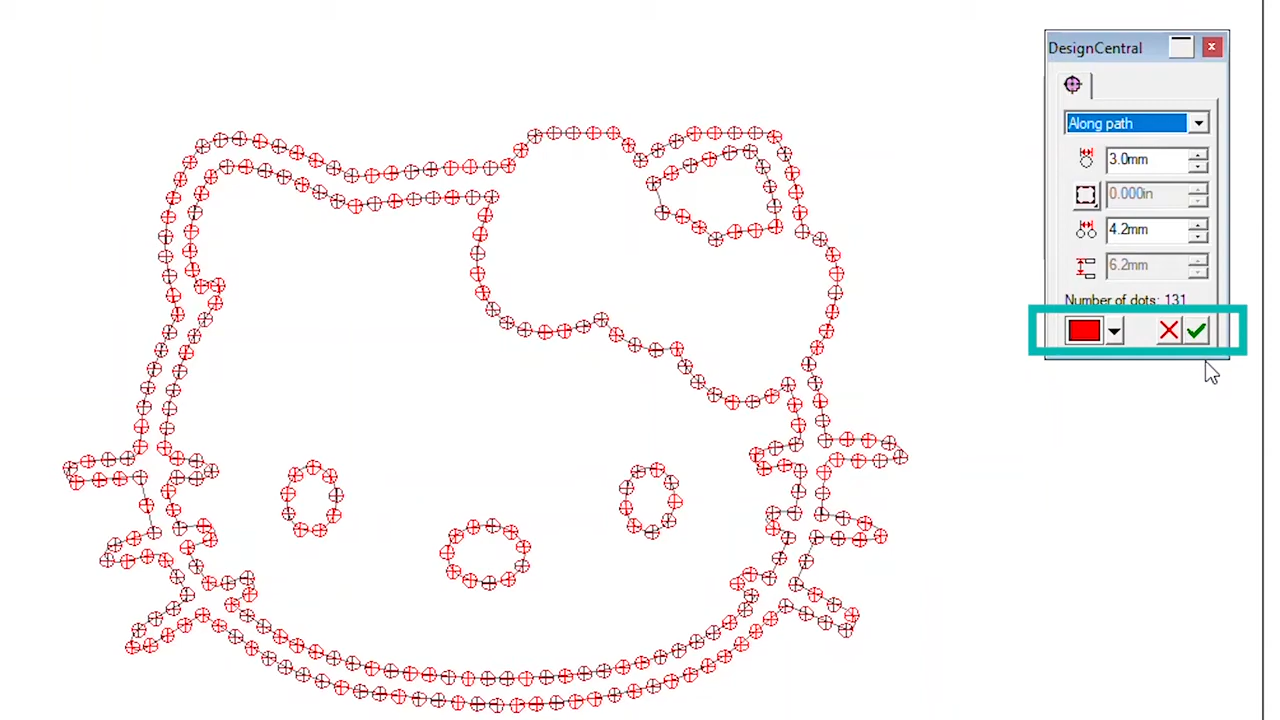 DesignCentral
Along path
3.0mm
0.000in
4.2mm
6.2mm
Number of dots: 131